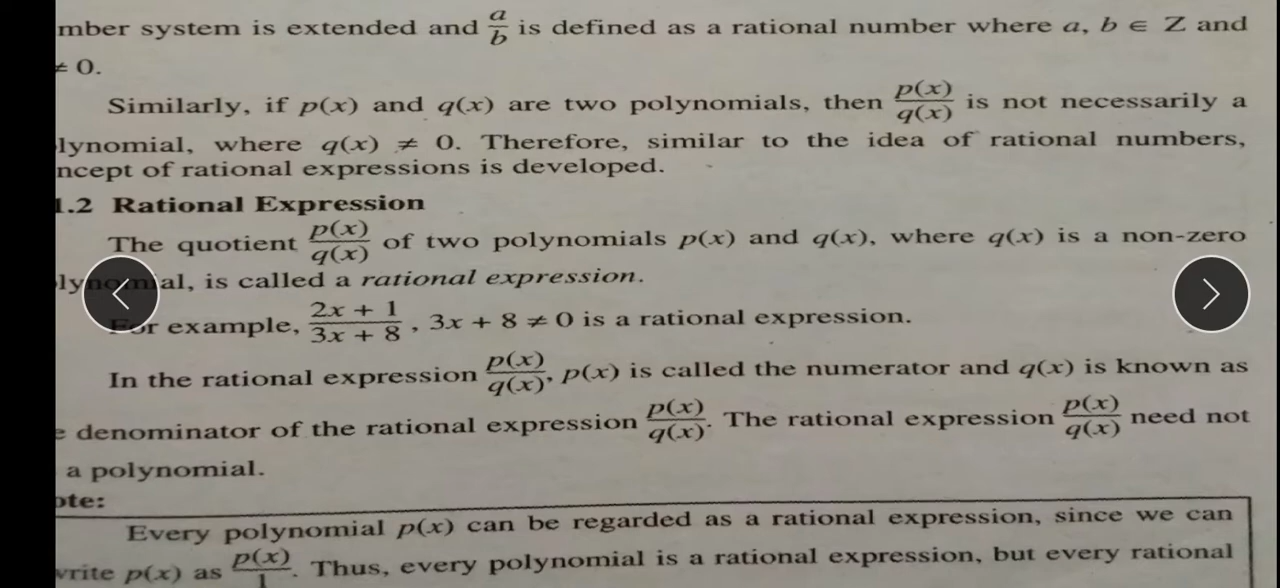 mber system is extended and a/b is defined as a rational number where a, b ∈ Z and
≠ 0.
Similarly, if p(x) and q(x) are two polynomials, then p(x)/q(x) is not necessarily a
lynomial, where q(x) ≠ 0. Therefore, similar to the idea of rational numbers,
ncept of rational expressions is developed.
1.2 Rational Expression
The quotient p(x)/q(x) of two polynomials p(x) and q(x), where q(x) is a non-zero
lynomial, is called a rational expression.
For example, (2x + 1)/(3x + 8), 3x + 8 ≠ 0 is a rational expression.
In the rational expression p(x)/q(x), p(x) is called the numerator and q(x) is known as
e denominator of the rational expression p(x)/q(x). The rational expression p(x)/q(x) need not
a polynomial.
ote:
Every polynomial p(x) can be regarded as a rational expression, since we can
write p(x) as p(x)/1. Thus, every polynomial is a rational expression, but every rational